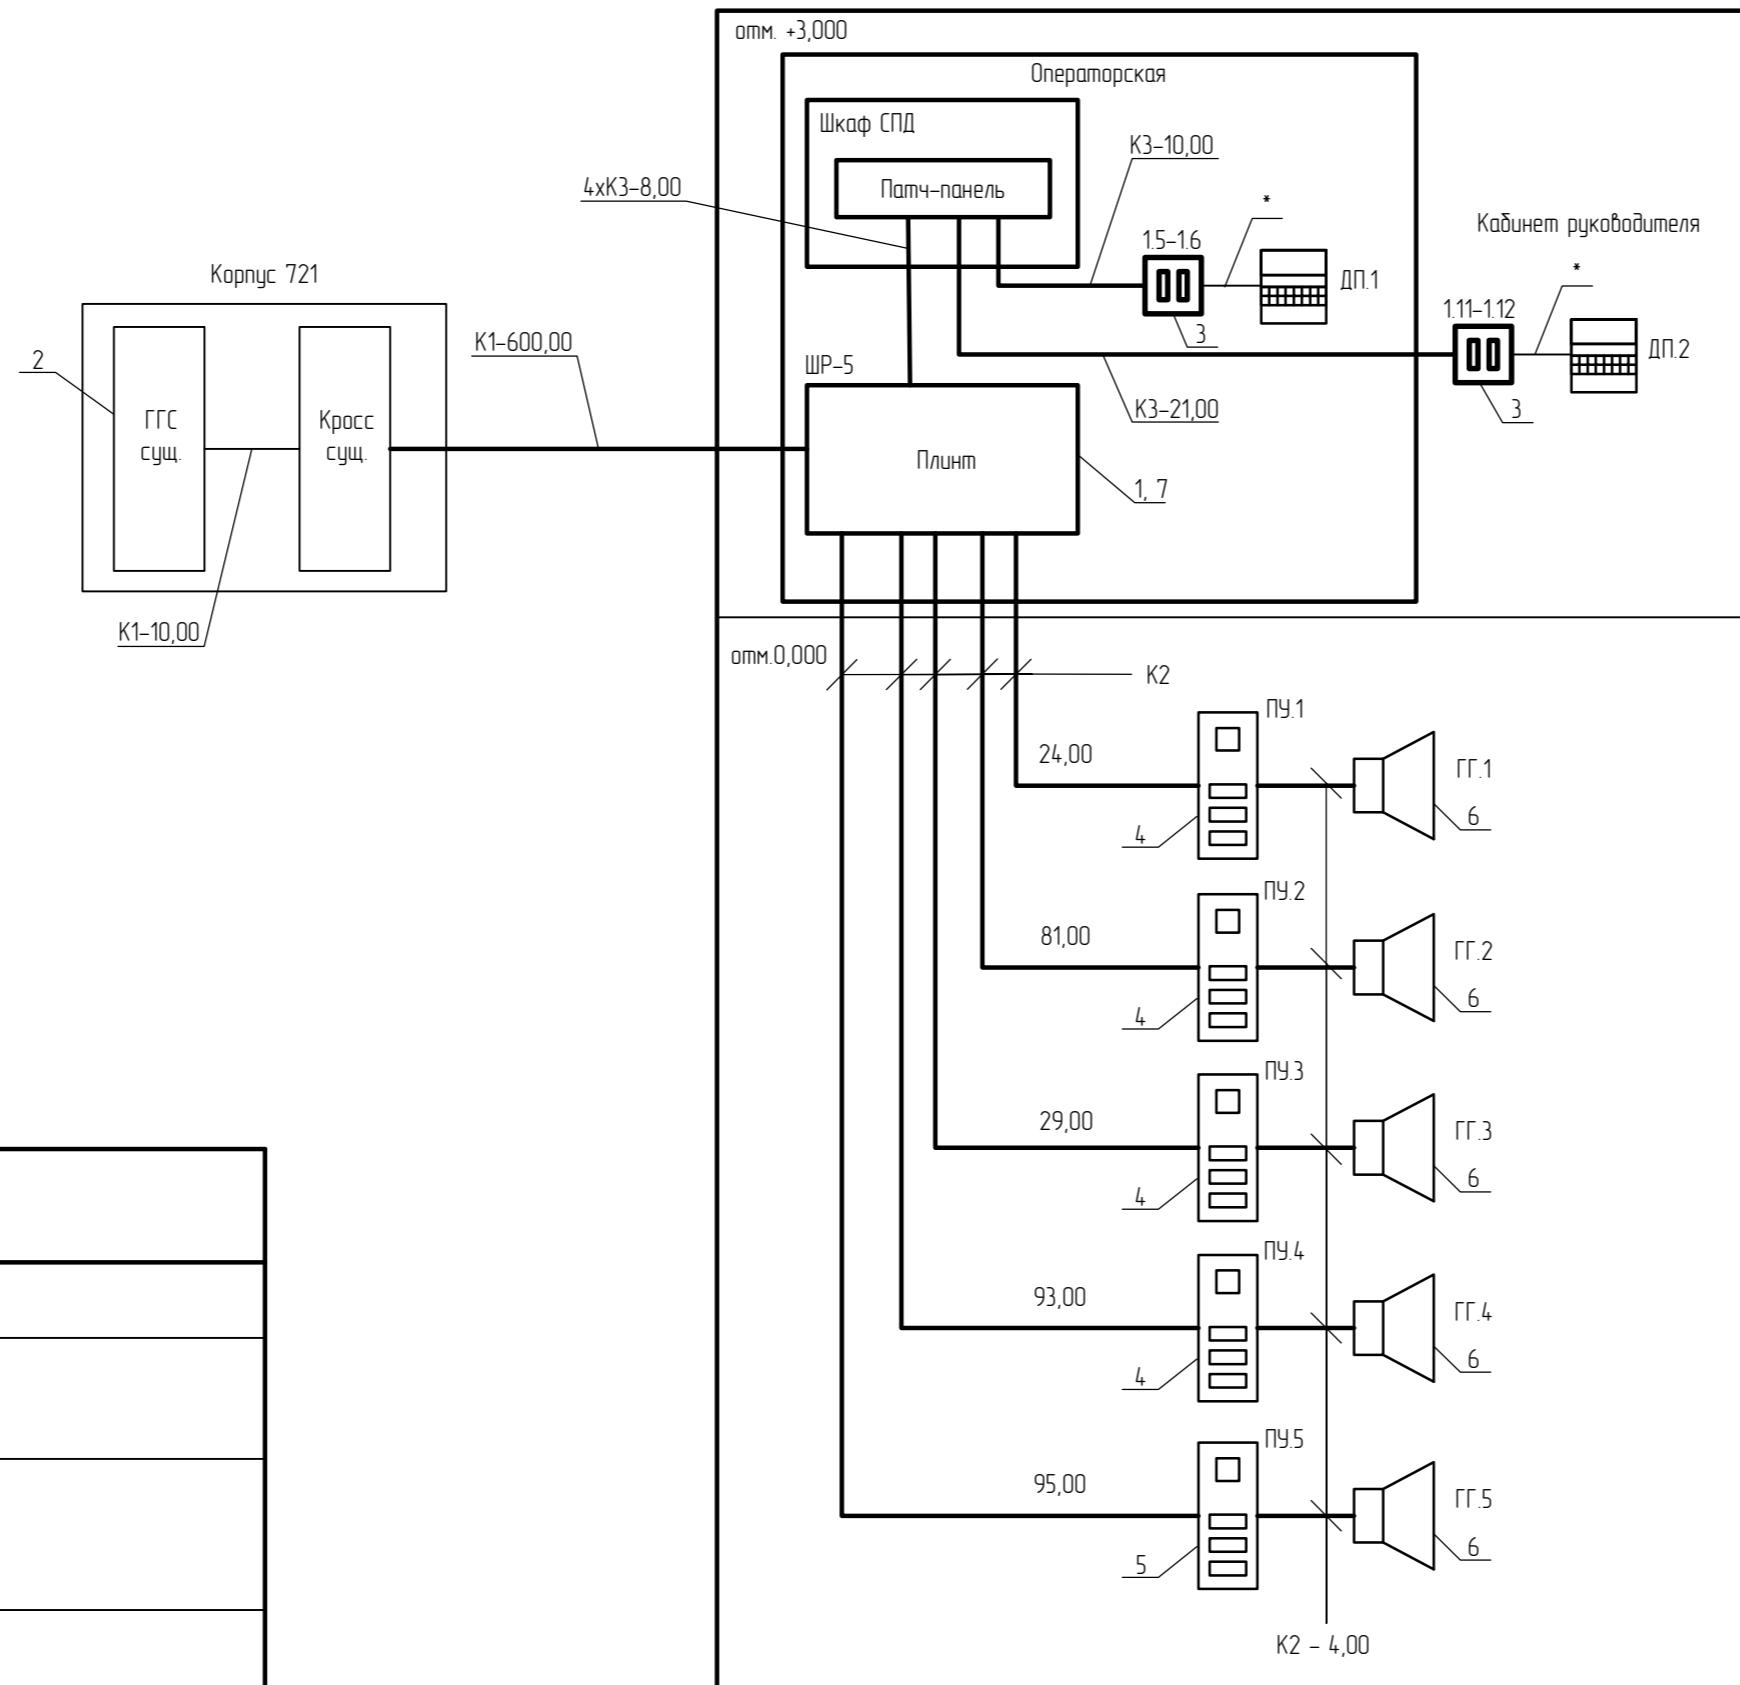 отм. +3,000
Операторская
Шкаф СПД
Патч-панель
К3-10,00
4хК3-8,00
*
1.5-1.6
ДП.1
3
Кабинет руководителя
*
1.11-1.12
ДП.2
3
К3-21,00
Корпус 721
2
ГГС
сущ.
Кросс
сущ.
К1-10,00
К1-600,00
ШР-5
Плинт
1, 7
отм.0,000
К2
24,00
ПУ.1
4
ГГ.1
6
81,00
ПУ.2
4
ГГ.2
6
29,00
ПУ.3
4
ГГ.3
6
93,00
ПУ.4
4
ГГ.4
6
95,00
ПУ.5
5
ГГ.5
6
К2 - 4,00